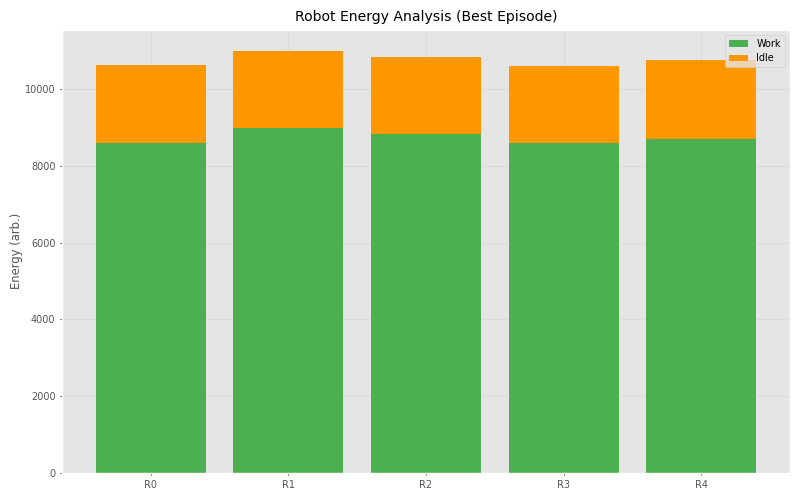 Robot Energy Analysis (Best Episode)
Work
Idle
10000
8000
6000
4000
2000
0
Energy (arb.)
R0 R1 R2 R3 R4